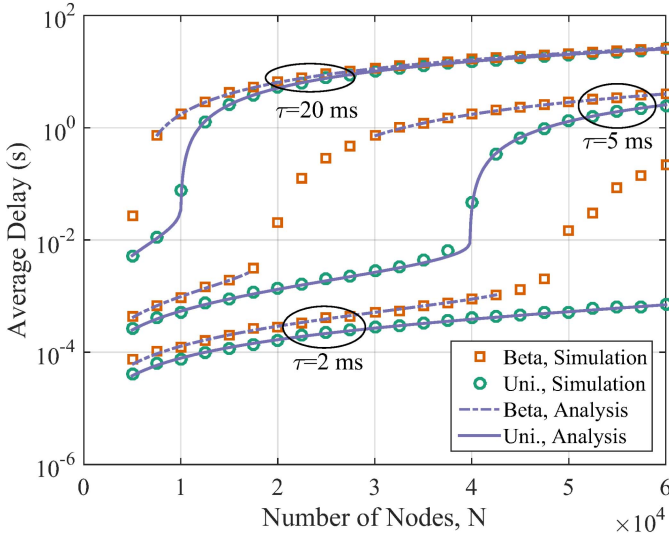 10^2
10^0
10^-2
10^-4
10^-6
Average Delay (s)
τ=20 ms
τ=5 ms
τ=2 ms
Beta, Simulation
Uni., Simulation
Beta, Analysis
Uni., Analysis
0 1 2 3 4 5 6
Number of Nodes, N
×10^4